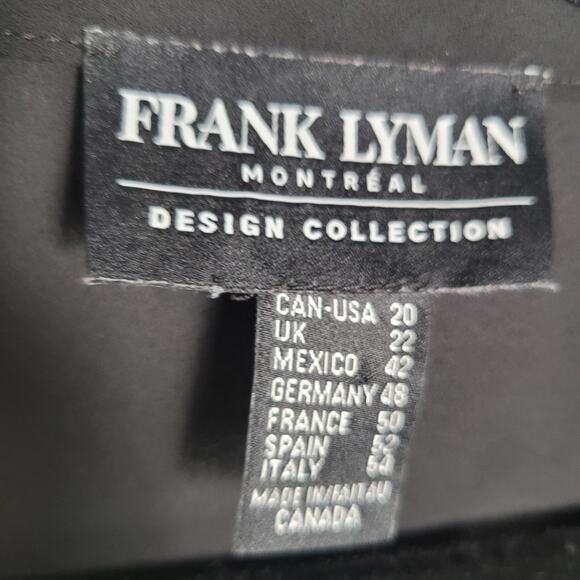 FRANK LYMAN
MONTRÉAL
DESIGN COLLECTION
CAN-USA 20
UK 22
MEXICO 42
GERMANY 48
FRANCE 50
SPAIN 52
ITALY 54
MADE IN/FAIT AU
CANADA